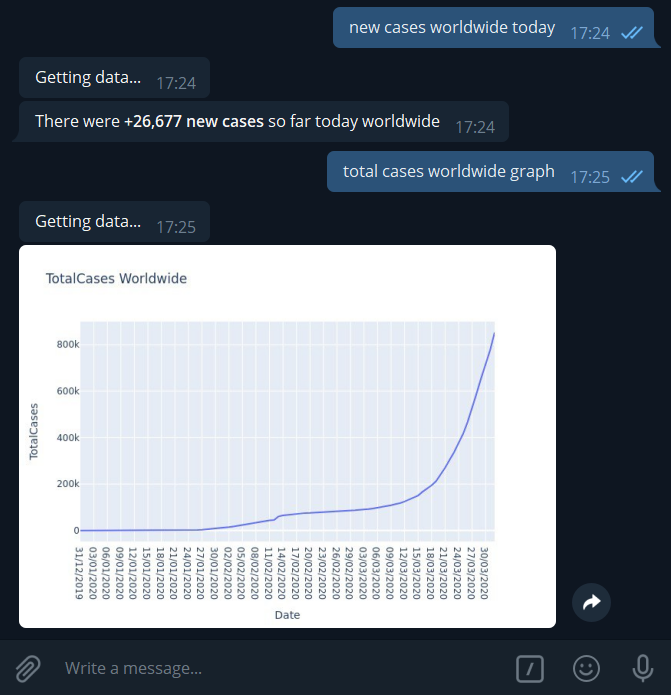 new cases worldwide today 17:24
Getting data... 17:24
There were +26,677 new cases so far today worldwide 17:24
total cases worldwide graph 17:25
Getting data... 17:25
TotalCases Worldwide
800k
600k
400k
200k
0
TotalCases
31/12/2019
03/01/2020
06/01/2020
09/01/2020
12/01/2020
15/01/2020
18/01/2020
21/01/2020
24/01/2020
27/01/2020
30/01/2020
02/02/2020
05/02/2020
08/02/2020
11/02/2020
14/02/2020
17/02/2020
20/02/2020
23/02/2020
26/02/2020
29/02/2020
03/03/2020
06/03/2020
09/03/2020
12/03/2020
15/03/2020
18/03/2020
21/03/2020
24/03/2020
27/03/2020
30/03/2020
Date
Write a message...